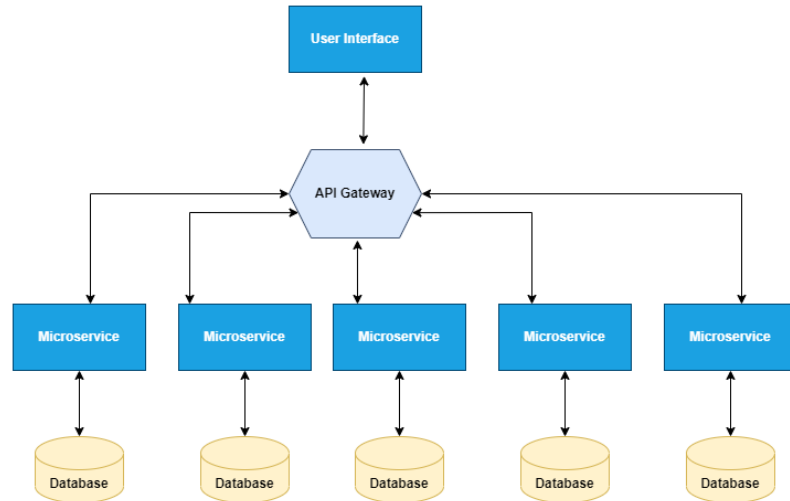 User Interface
API Gateway
Microservice
Microservice
Microservice
Microservice
Microservice
Database
Database
Database
Database
Database